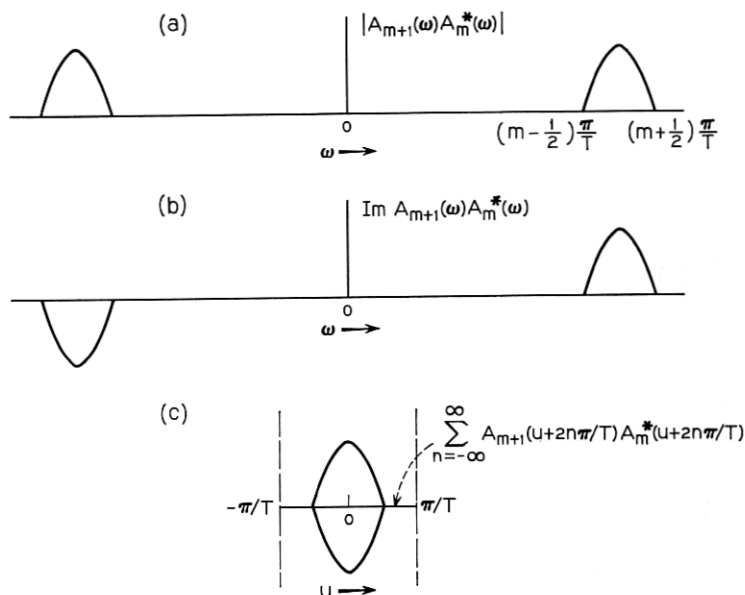 (a)
|A_{m+1}(ω)A_m^*(ω)|
0
(m-1/2)π/T
(m+1/2)π/T
ω
(b)
Im A_{m+1}(ω)A_m^*(ω)
0
ω
(c)
∑_{n=-∞}^{∞} A_{m+1}(u+2nπ/T)A_m^*(u+2nπ/T)
-π/T
0
π/T
u